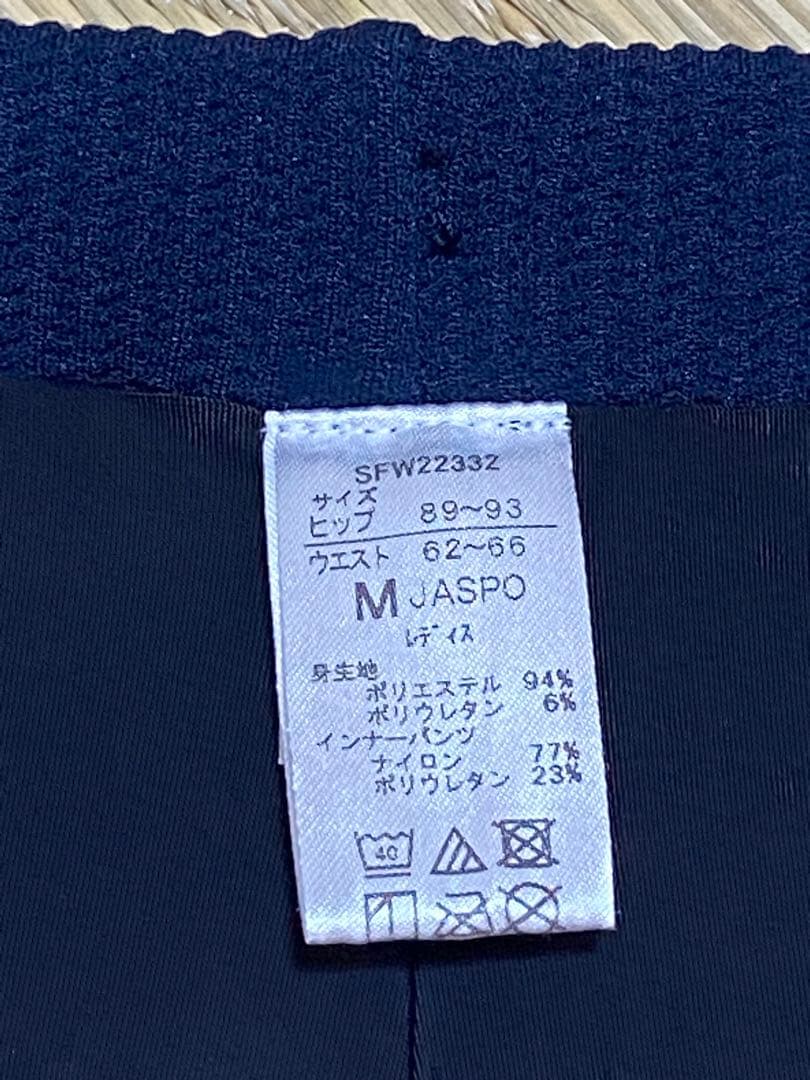 SFW22332
サイズ
ヒップ 89~93
ウエスト 62~66
M JASPO
レディス
身生地
ポリエステル 94%
ポリウレタン 6%
インナーパンツ
ナイロン 77%
ポリウレタン 23%
40